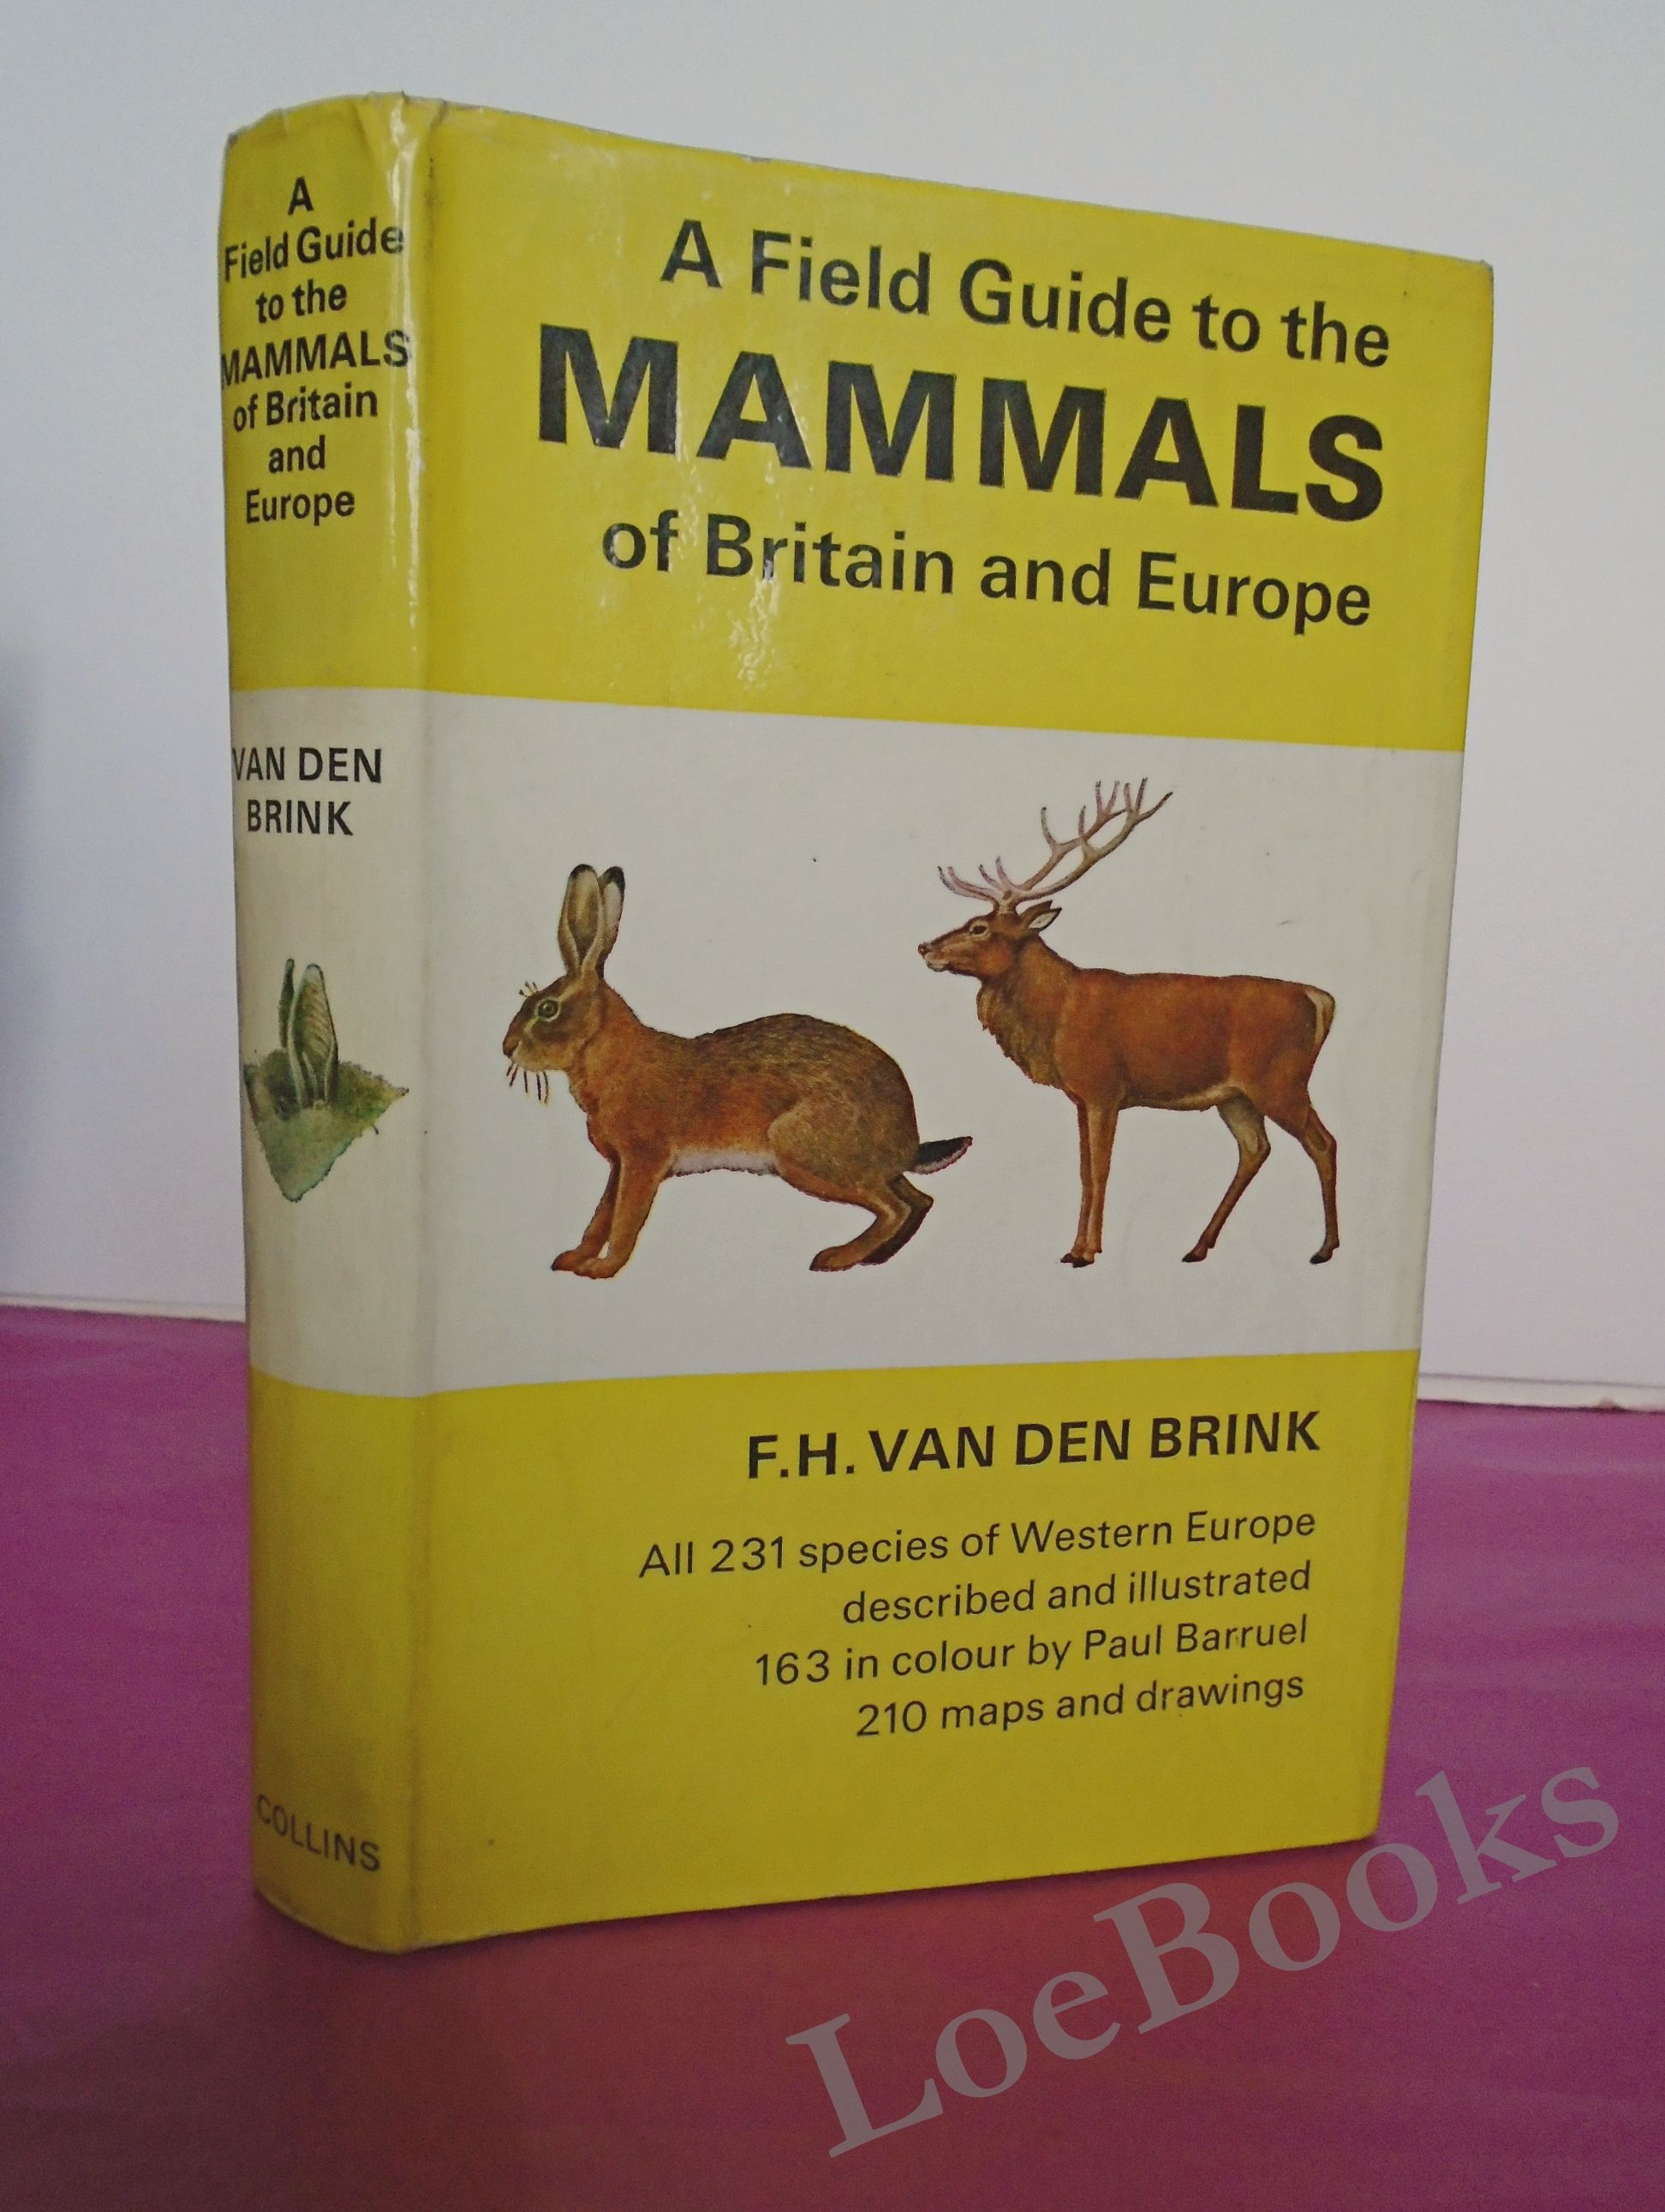 A
Field Guide
to the
MAMMALS
of Britain
and
Europe
VAN DEN
BRINK
COLLINS
A Field Guide to the
MAMMALS
of Britain and Europe
F.H. VAN DEN BRINK
All 231 species of Western Europe
described and illustrated
163 in colour by Paul Barruel
210 maps and drawings
LoeBooks